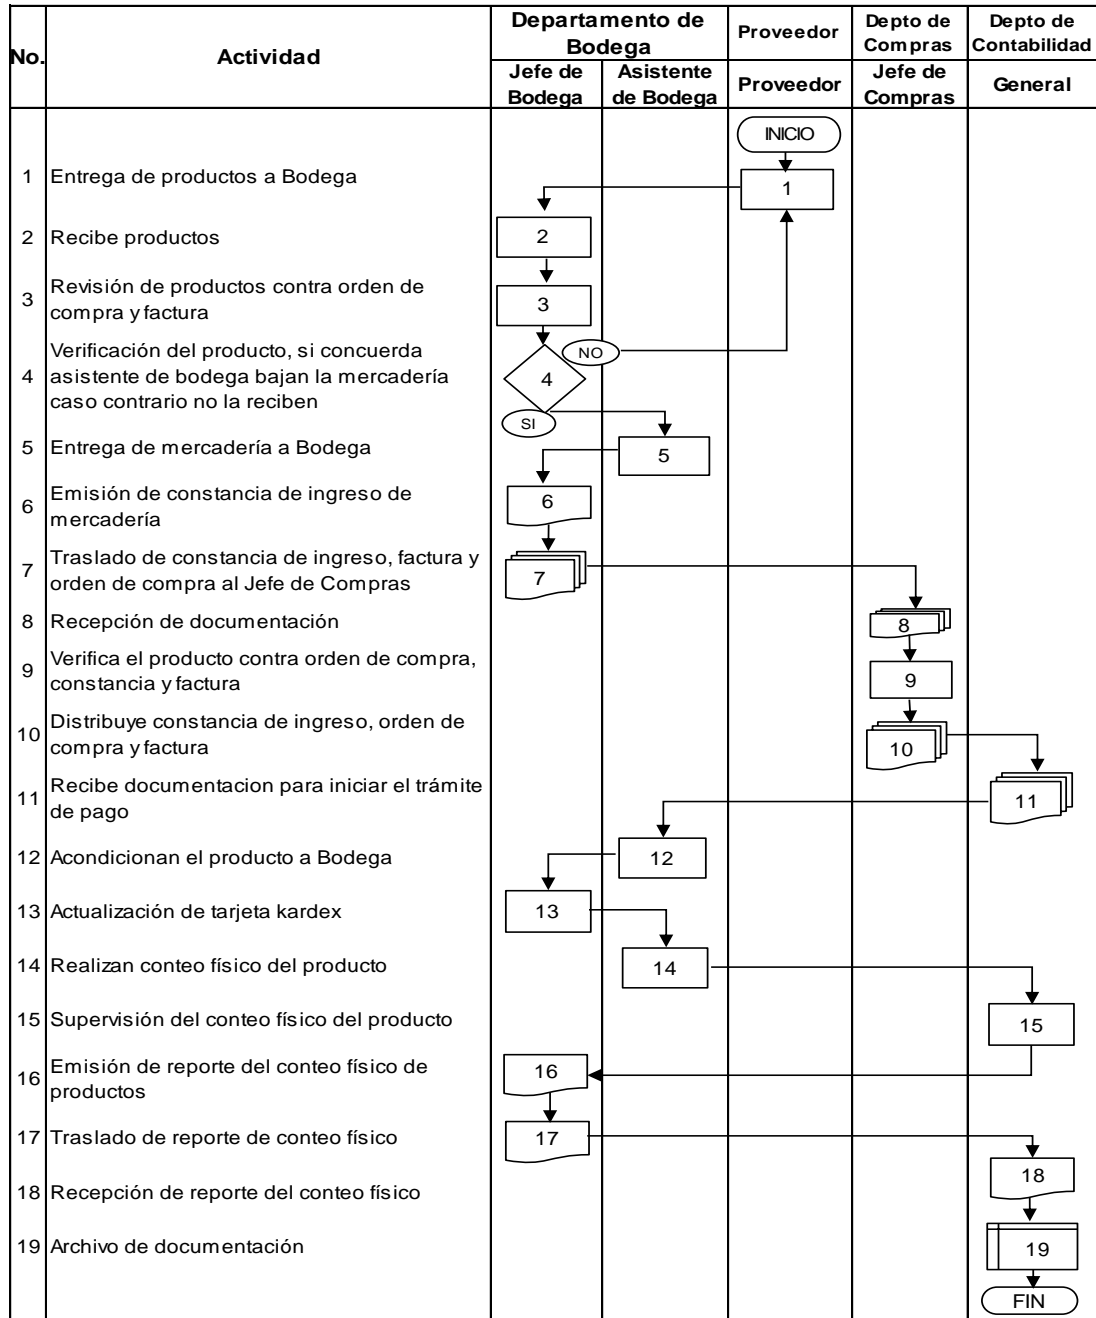 No.
Actividad
Departamento de
Bodega
Proveedor
Depto de
Compras
Depto de
Contabilidad
Jefe de
Bodega
Asistente
de Bodega
Proveedor
Jefe de
Compras
General
INICIO
1 Entrega de productos a Bodega
1
2 Recibe productos
2
3 Revisión de productos contra orden de
compra y factura
3
4 Verificación del producto, si concuerda
asistente de bodega bajan la mercadería
caso contrario no la reciben
NO
4
SI
5 Entrega de mercadería a Bodega
5
6 Emisión de constancia de ingreso de
mercadería
6
7 Traslado de constancia de ingreso, factura y
orden de compra al Jefe de Compras
7
8 Recepción de documentación
8
9 Verifica el producto contra orden de compra,
constancia y factura
9
10 Distribuye constancia de ingreso, orden de
compra y factura
10
11 Recibe documentacion para iniciar el trámite
de pago
11
12 Acondicionan el producto a Bodega
12
13 Actualización de tarjeta kardex
13
14 Realizan conteo físico del producto
14
15 Supervisión del conteo físico del producto
15
16 Emisión de reporte del conteo físico de
productos
16
17 Traslado de reporte de conteo físico
17
18 Recepción de reporte del conteo físico
18
19 Archivo de documentación
19
FIN